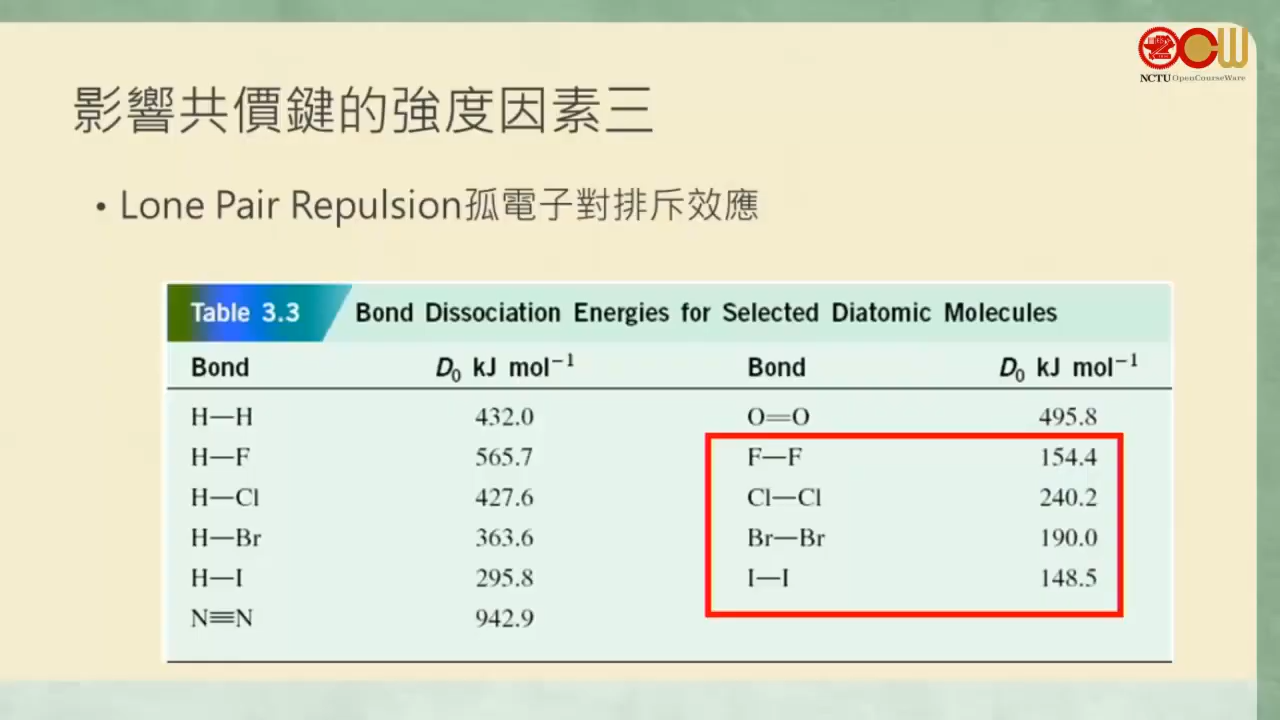 NCTU OpenCourseWare
影響共價鍵的強度因素三
• Lone Pair Repulsion孤電子對排斥效應
Table 3.3 Bond Dissociation Energies for Selected Diatomic Molecules
Bond D₀ kJ mol⁻¹ Bond D₀ kJ mol⁻¹
H—H 432.0 O=O 495.8
H—F 565.7 F—F 154.4
H—Cl 427.6 Cl—Cl 240.2
H—Br 363.6 Br—Br 190.0
H—I 295.8 I—I 148.5
N≡N 942.9